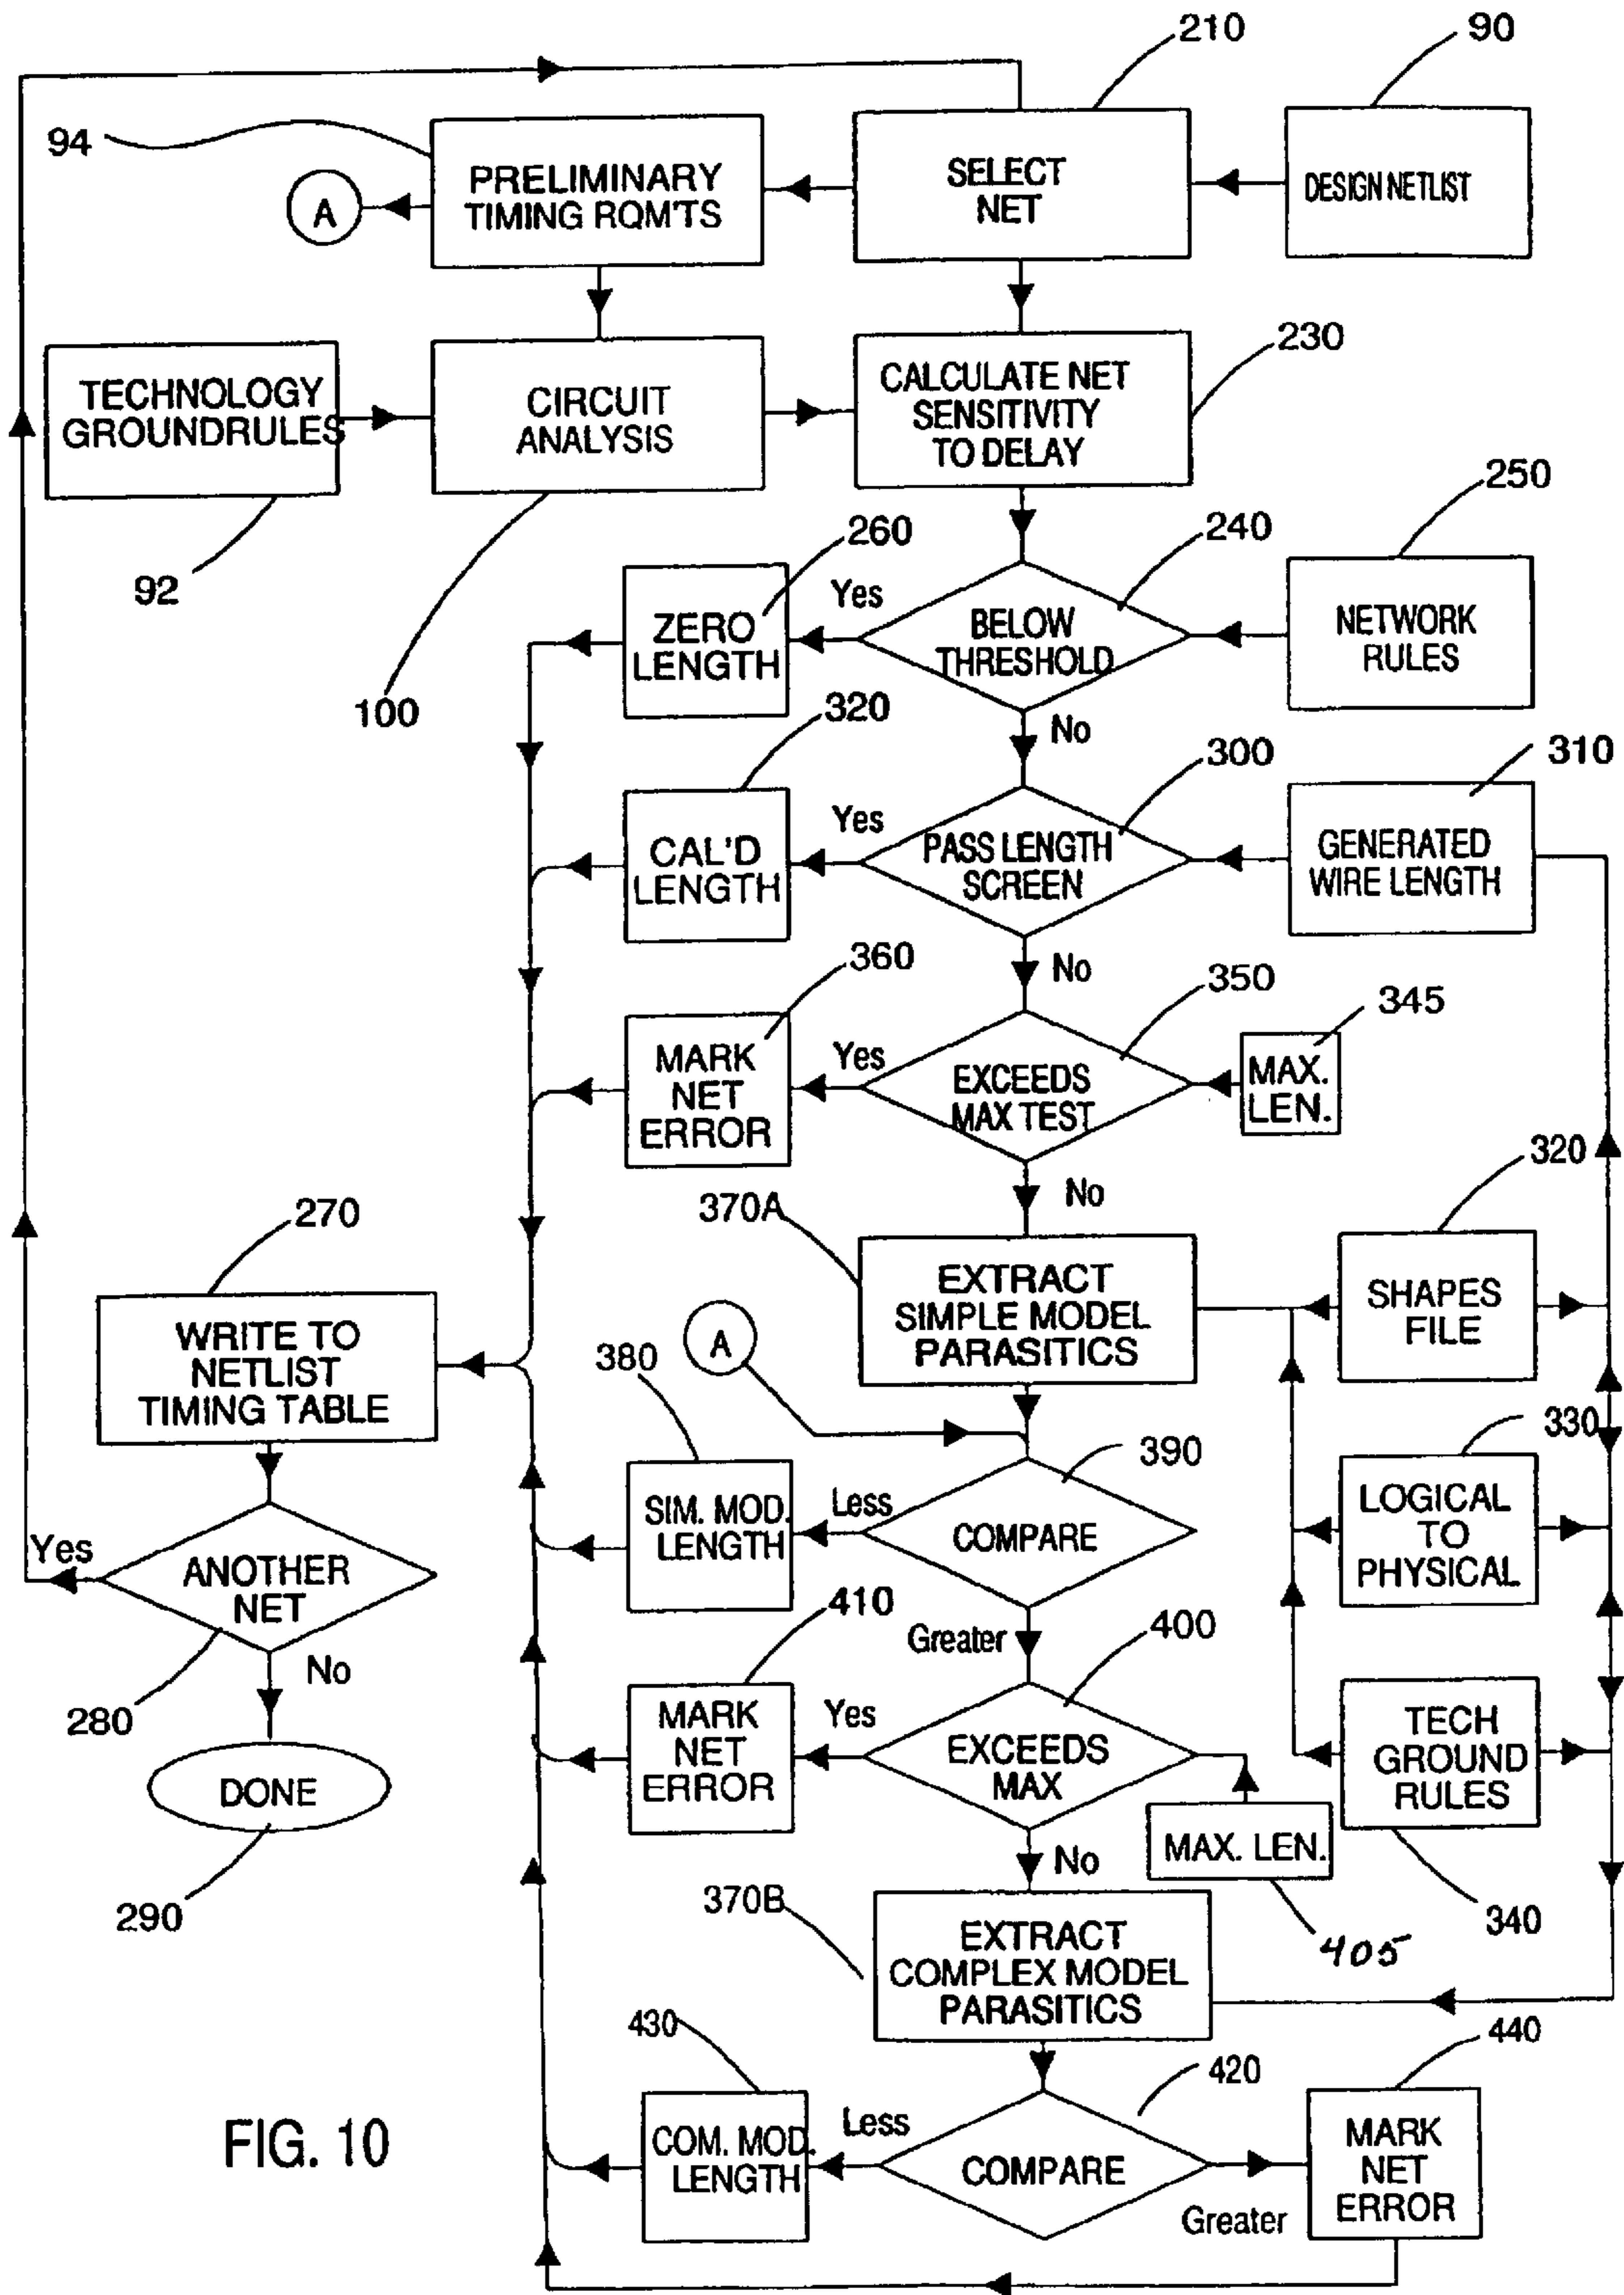 210
90
94
PRELIMINARY
TIMING RQM'TS
A
SELECT
NET
DESIGN NETLIST
TECHNOLOGY
GROUNDRULES
92
CIRCUIT
ANALYSIS
100
CALCULATE NET
SENSITIVITY
TO DELAY
230
250
260
240
ZERO
LENGTH
Yes
BELOW
THRESHOLD
NETWORK
RULES
No
320
300
310
CAL'D
LENGTH
Yes
PASS LENGTH
SCREEN
GENERATED
WIRE LENGTH
No
360
350
345
MARK
NET
ERROR
Yes
EXCEEDS
MAX TEST
MAX.
LEN.
No
320
370A
270
EXTRACT
SIMPLE MODEL
PARASITICS
SHAPES
FILE
WRITE TO
NETLIST
TIMING TABLE
A
380
390
330
SIM. MOD.
LENGTH
Less
COMPARE
LOGICAL
TO
PHYSICAL
Yes
ANOTHER
NET
280
No
DONE
290
410
Greater
400
MARK
NET
ERROR
Yes
EXCEEDS
MAX
TECH
GROUND
RULES
340
MAX. LEN.
405
No
370B
EXTRACT
COMPLEX MODEL
PARASITICS
430
420
440
COM. MOD.
LENGTH
Less
COMPARE
Greater
MARK
NET
ERROR
FIG. 10